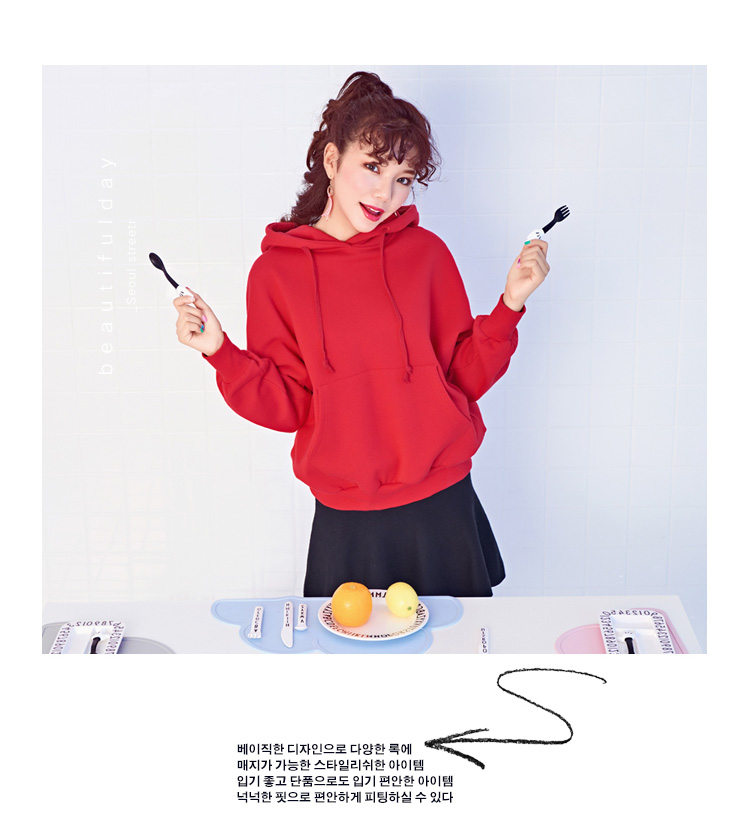 beautifulday
_Seoul streetr
베이직한 디자인으로 다양한 룩에
매지가 가능한 스타일리쉬한 아이템
입기 좋고 단품으로도 입기 편안한 아이템
넉넉한 핏으로 편안하게 피팅하실 수 있다